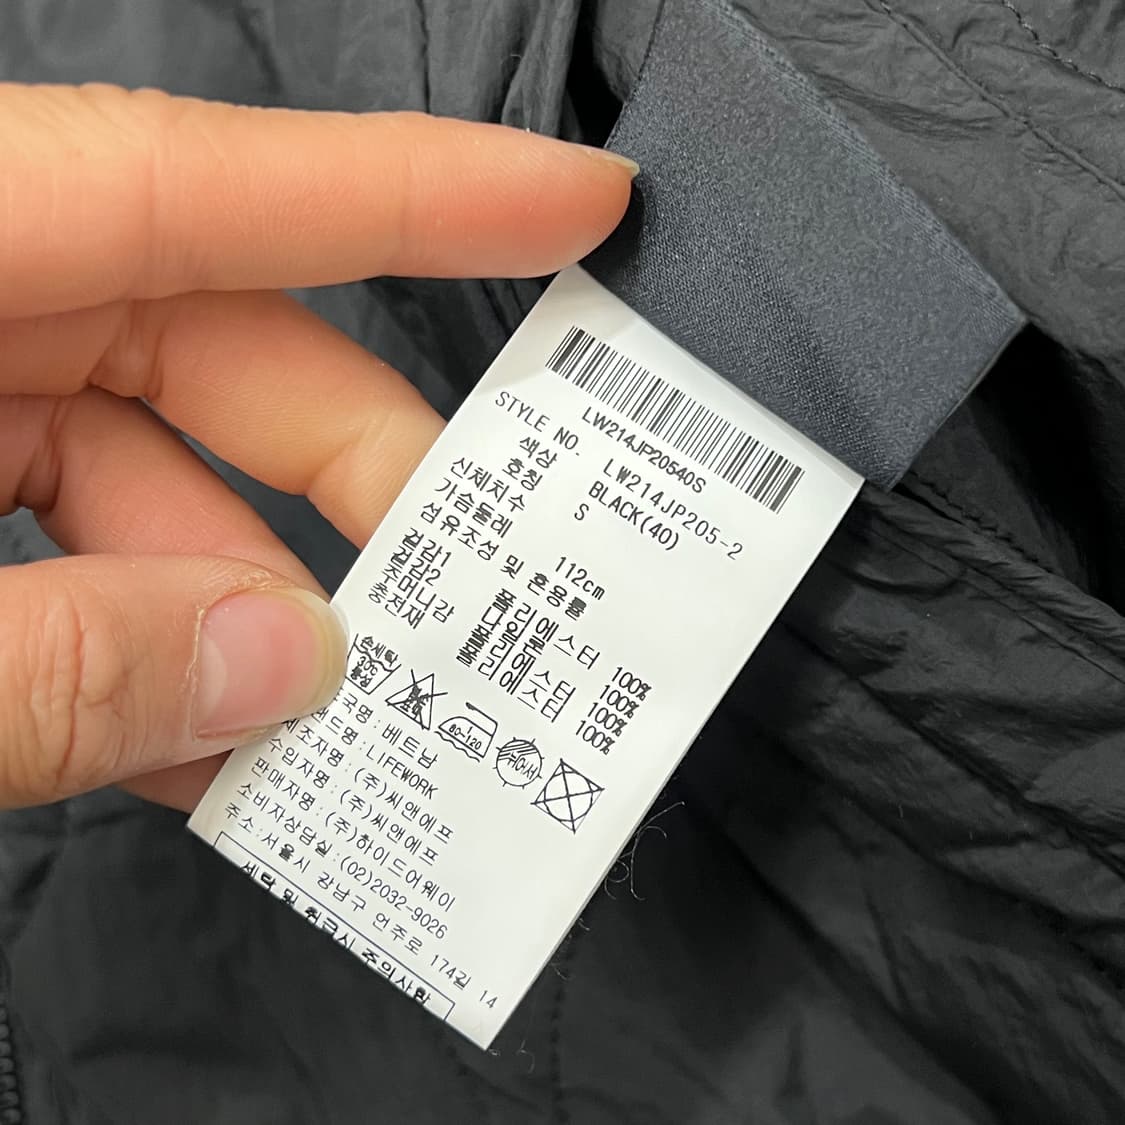 LW214JP20540S
STYLE NO. LW214JP205-2
색상 BLACK(40)
호칭 S
신체치수
가슴둘레 112cm
섬유조성 및 혼용률
겉감1 폴리에스터 100%
겉감2 나일론 100%
주머니감 폴리에스터 100%
충전재 폴리에스터 100%
손세탁
30℃
중성
80-120
국명:베트남
랜드명:LIFEWORK
조자명:(주)씨앤에프
수입자명:(주)씨앤에프
판매자명:(주)하이드어웨이
소비자상담실:(02)2032-9026
주소:서울시 강남구 언주로 174길 14
세탁 및 취급시 주의사항